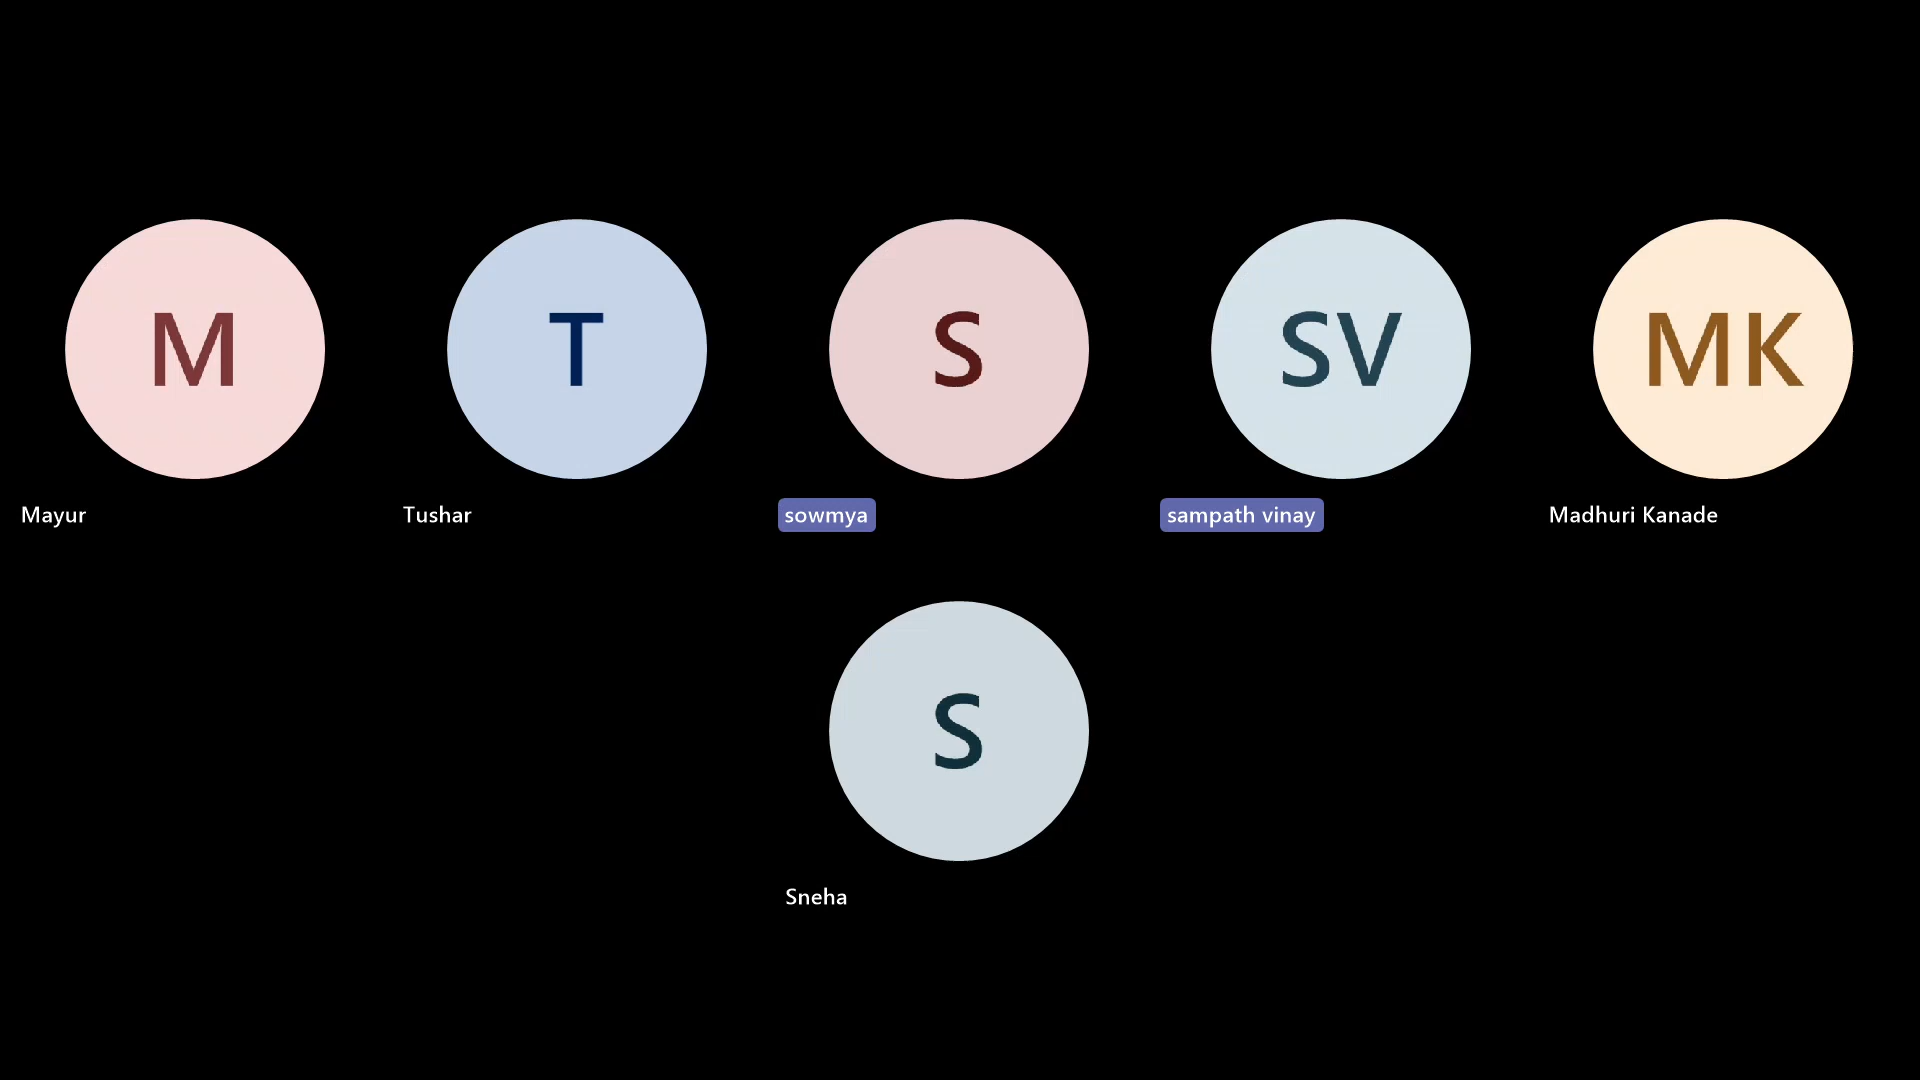 M
T
S
SV
MK
Mayur
Tushar
sowmya
sampath vinay
Madhuri Kanade
S
Sneha